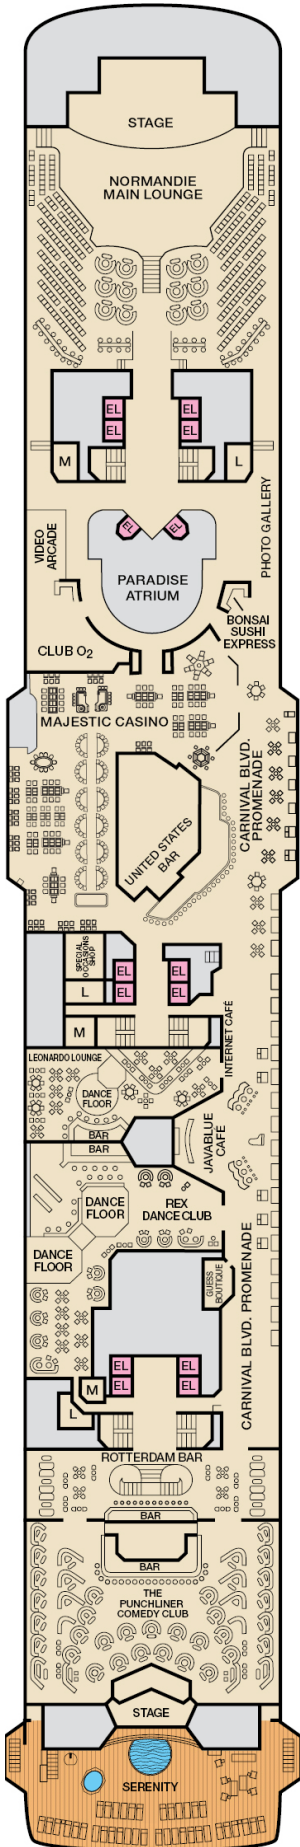 STAGE
NORMANDIE
MAIN LOUNGE
EL
EL
EL
EL
M
L
PHOTO GALLERY
EL
EL
VIDEO
ARCADE
PARADISE
ATRIUM
BONSAI
SUSHI
EXPRESS
CLUB O2
MAJESTIC CASINO
CARNIVAL BLVD.
PROMENADE
UNITED STATES
BAR
SPECIAL
OCCASIONS
SHOP
EL
EL
EL
EL
L
M
INTERNET CAFÉ
LEONARDO LOUNGE
DANCE
FLOOR
BAR
BAR
JAVABLUE
CAFÉ
DANCE
FLOOR
REX
DANCE CLUB
DANCE
FLOOR
GUESS
BOUTIQUE
CARNIVAL BLVD. PROMENADE
EL
EL
EL
EL
M
L
ROTTERDAM BAR
BAR
BAR
THE
PUNCHLINER
COMEDY CLUB
STAGE
SERENITY